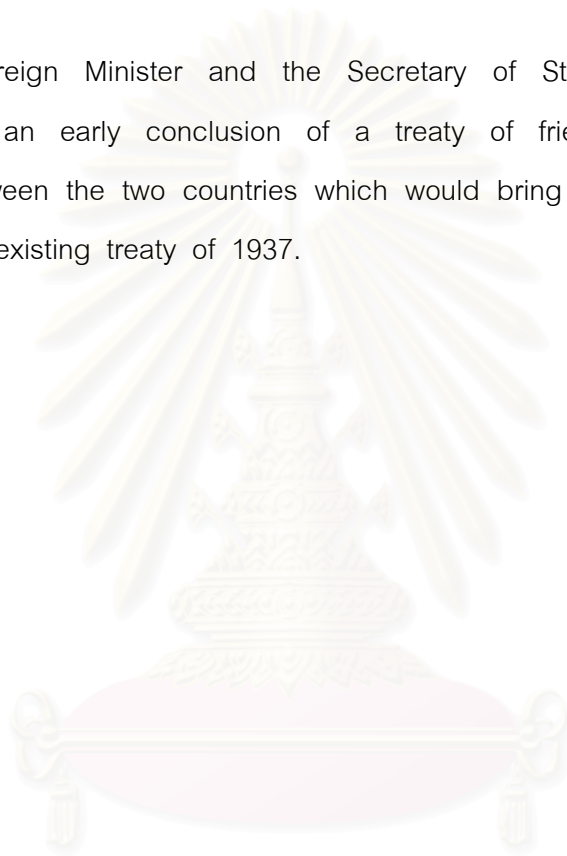 reign Minister and the Secretary of St
an early conclusion of a treaty of frie
ween the two countries which would bring
existing treaty of 1937.